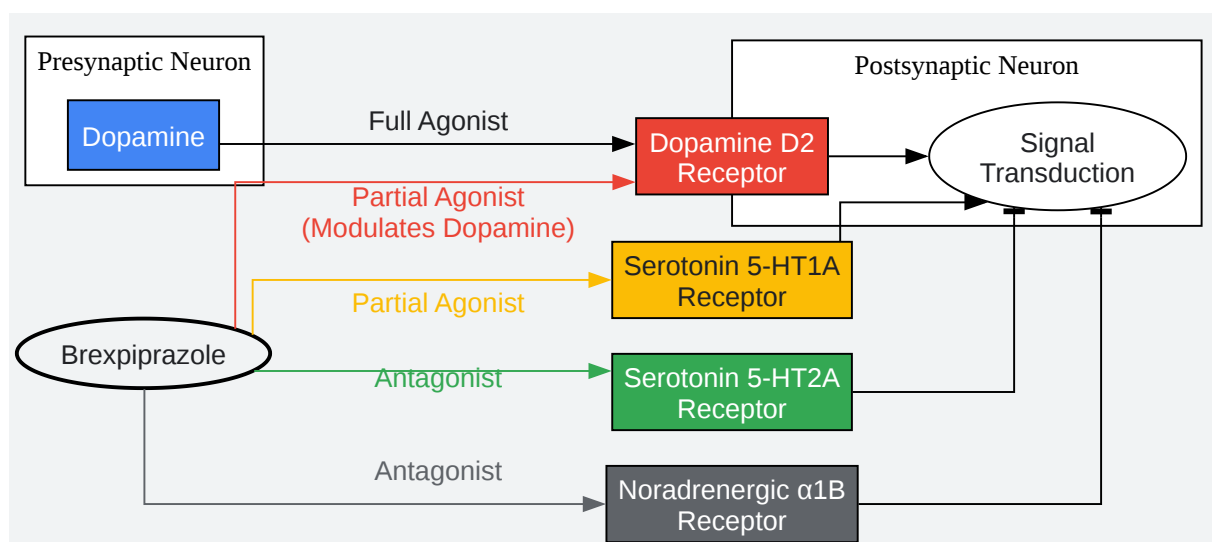 Presynaptic Neuron
Postsynaptic Neuron
Dopamine
Full Agonist
Dopamine D2
Receptor
Signal
Transduction
Partial Agonist
(Modulates Dopamine)
Serotonin 5-HT1A
Receptor
Partial Agonist
Brexpiprazole
Antagonist
Serotonin 5-HT2A
Receptor
Antagonist
Noradrenergic α1B
Receptor